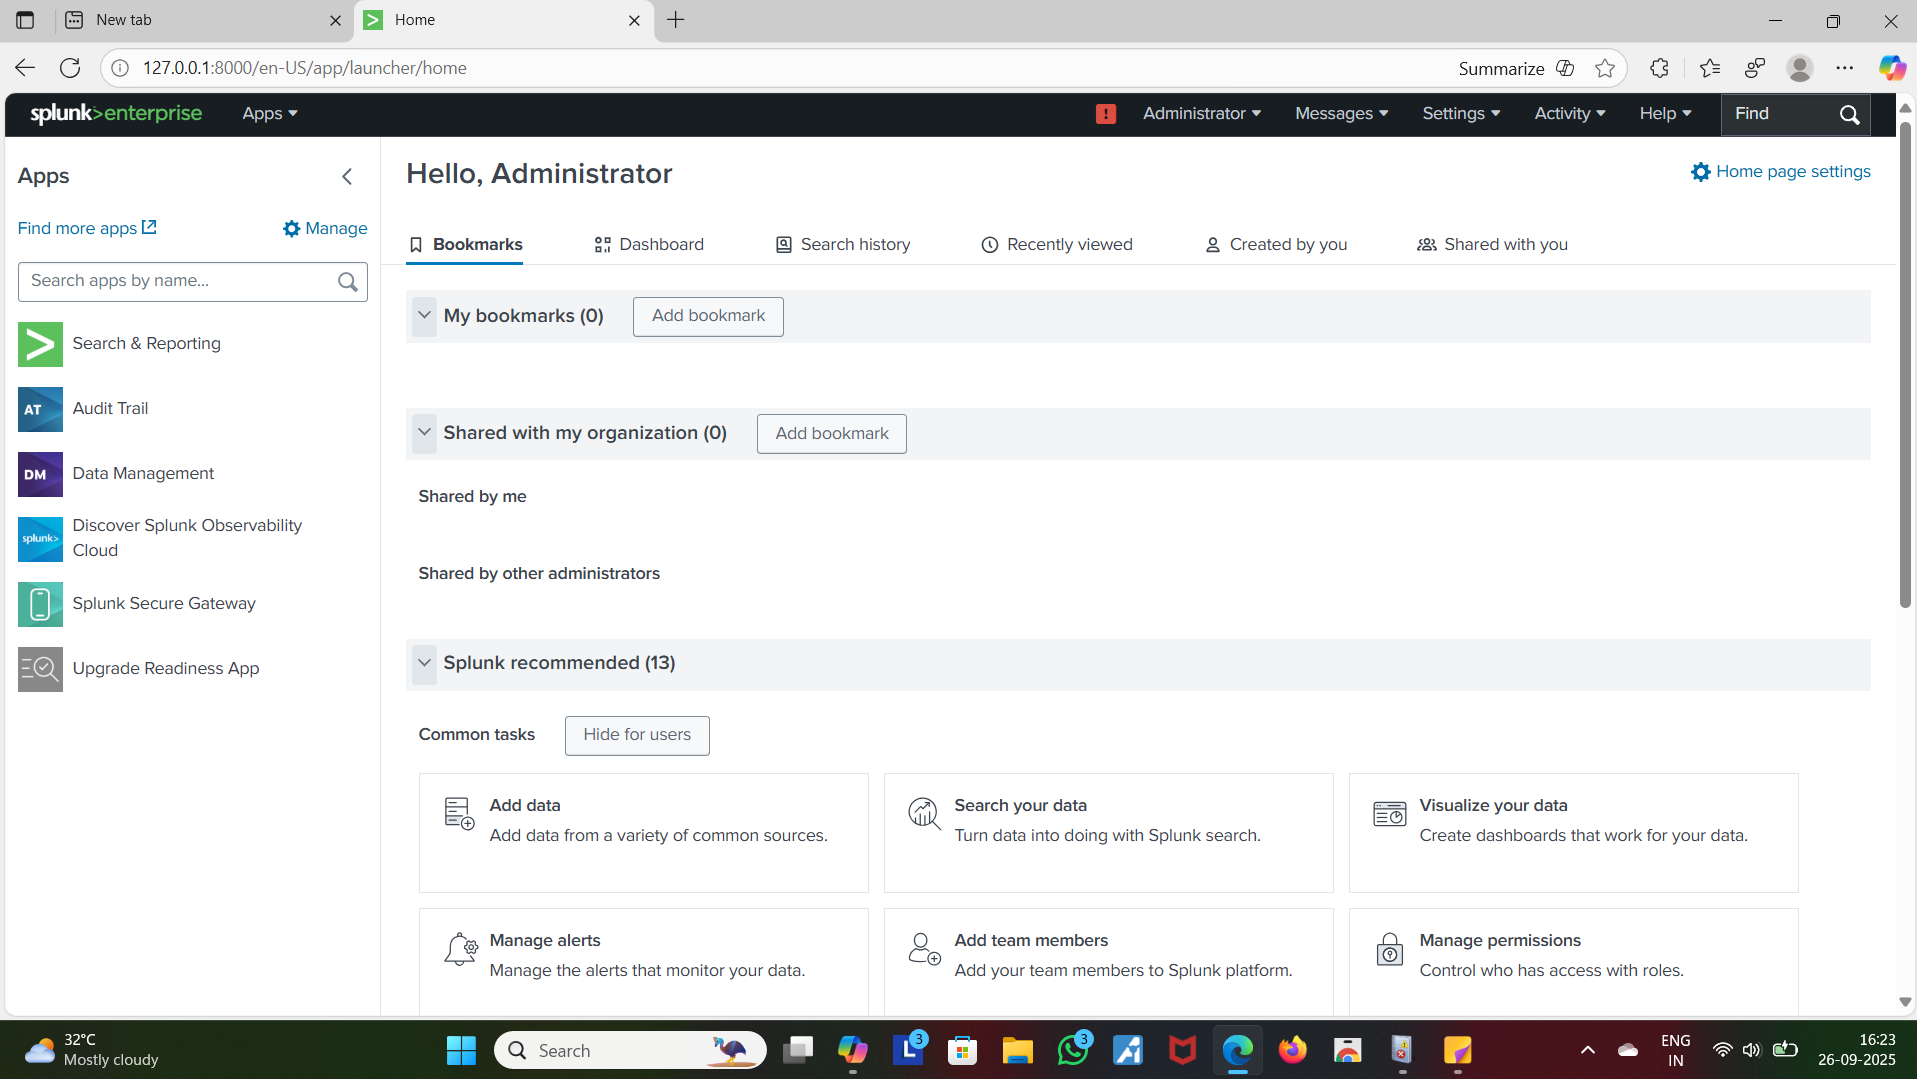 New tab
Home
127.0.0.1:8000/en-US/app/launcher/home
Summarize
splunk>enterprise
Apps
Administrator
Messages
Settings
Activity
Help
Find
Apps
Find more apps
Manage
Search apps by name...
Search & Reporting
AT
Audit Trail
DM
Data Management
splunk>
Discover Splunk Observability
Cloud
Splunk Secure Gateway
Upgrade Readiness App
Hello, Administrator
Home page settings
Bookmarks
Dashboard
Search history
Recently viewed
Created by you
Shared with you
My bookmarks (0)
Add bookmark
Shared with my organization (0)
Add bookmark
Shared by me
Shared by other administrators
Splunk recommended (13)
Common tasks
Hide for users
Add data
Add data from a variety of common sources.
Search your data
Turn data into doing with Splunk search.
Visualize your data
Create dashboards that work for your data.
Manage alerts
Manage the alerts that monitor your data.
Add team members
Add your team members to Splunk platform.
Manage permissions
Control who has access with roles.
32°C
Mostly cloudy
Search
L
3
3
ENG
IN
16:23
26-09-2025